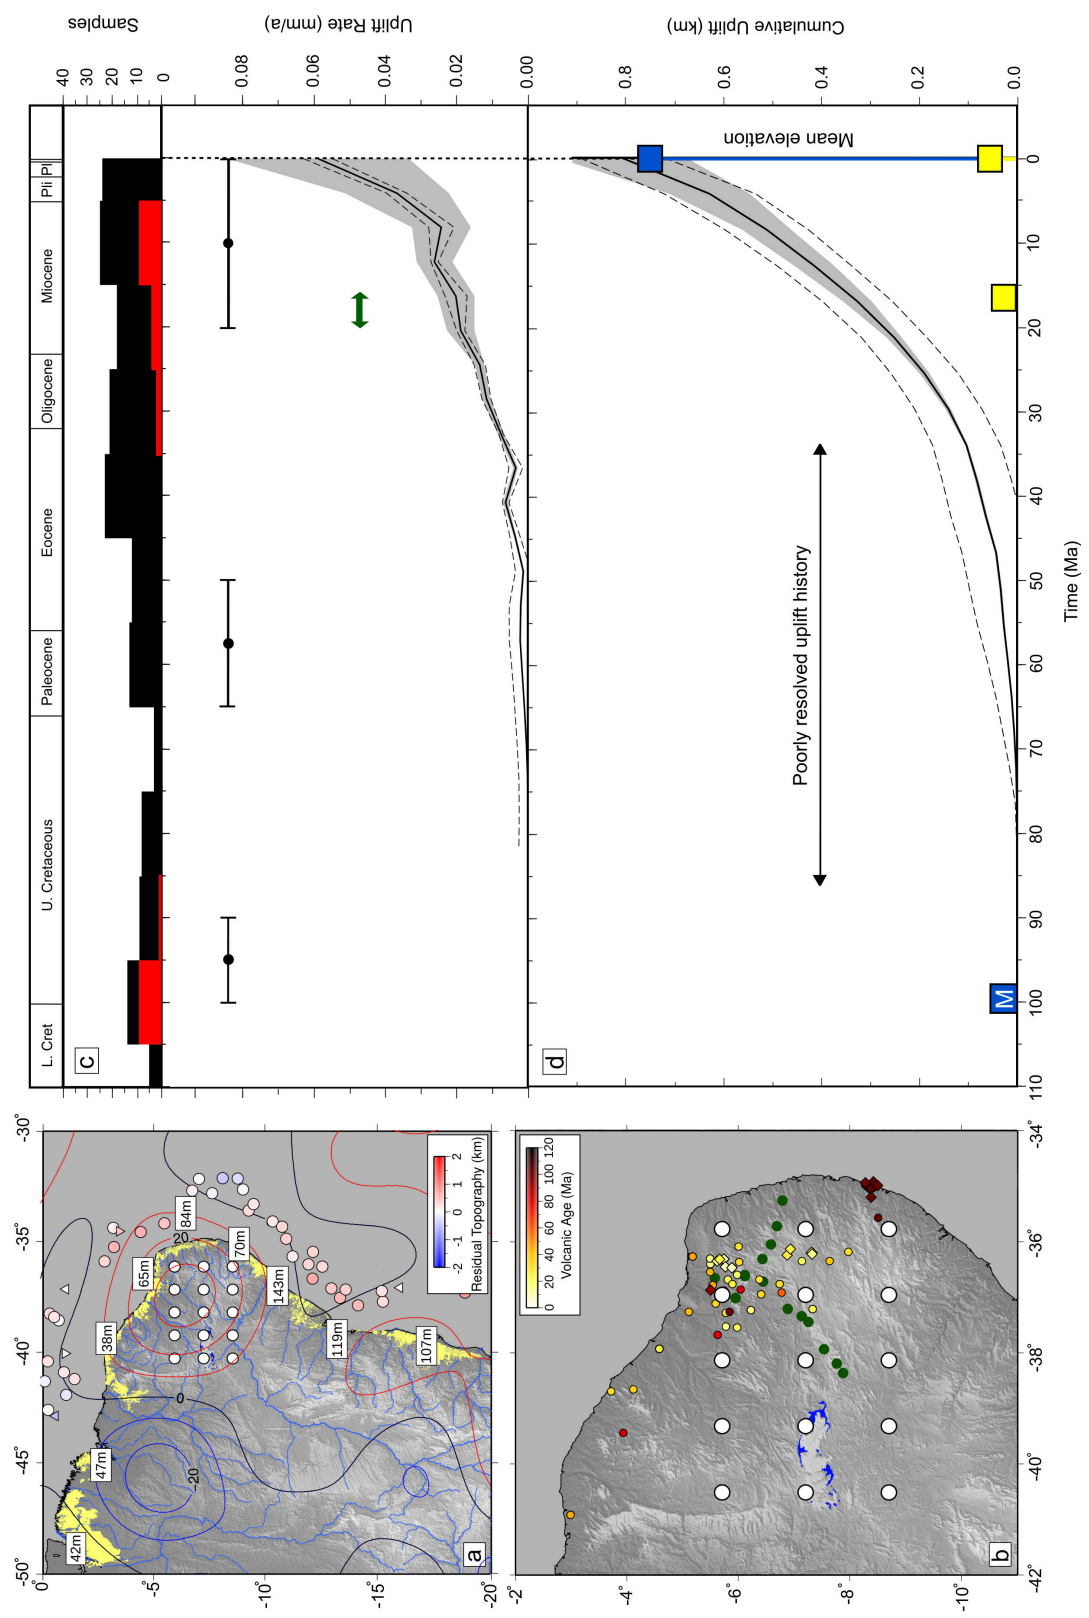 -50° -45° -40° -35° -30°
0°
-5°
-10°
-15°
-20°
42m
47m
38m
65m
84m
70m
143m
119m
107m
20
0
-20
a
-2 -1 0 1 2
Residual Topography (km)
-2
-4
-6
-8
-10
-42° -40° -38° -36° -34°
0 20 40 60 80 100 120
Volcanic Age (Ma)
b
L. Cret
U. Cretaceous
Paleocene
Eocene
Oligocene
Miocene
Pli
Pl
c
40
30
20
10
0
Samples
0.08
0.06
0.04
0.02
0.00
Uplift Rate (mm/a)
d
Poorly resolved uplift history
Mean elevation
M
0.8
0.6
0.4
0.2
0.0
Cumulative Uplift (km)
110 100 90 80 70 60 50 40 30 20 10 0
Time (Ma)